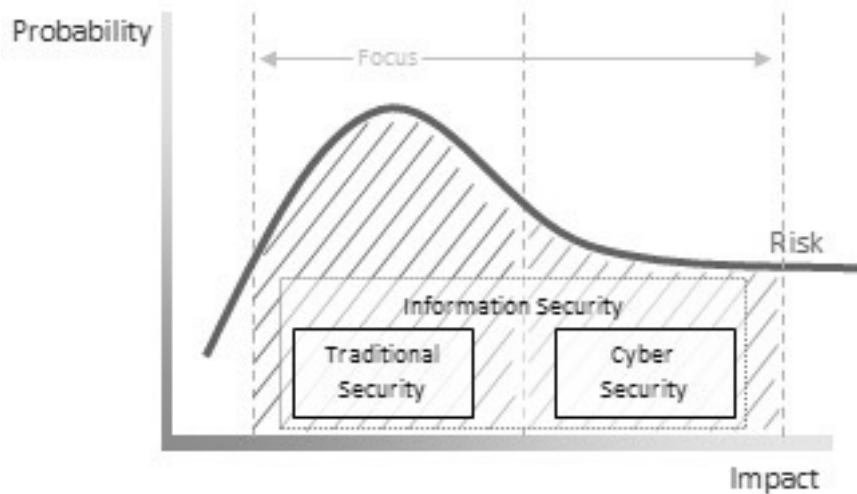 Probability
Focus
Risk
Information Security
Traditional
Security
Cyber
Security
Impact